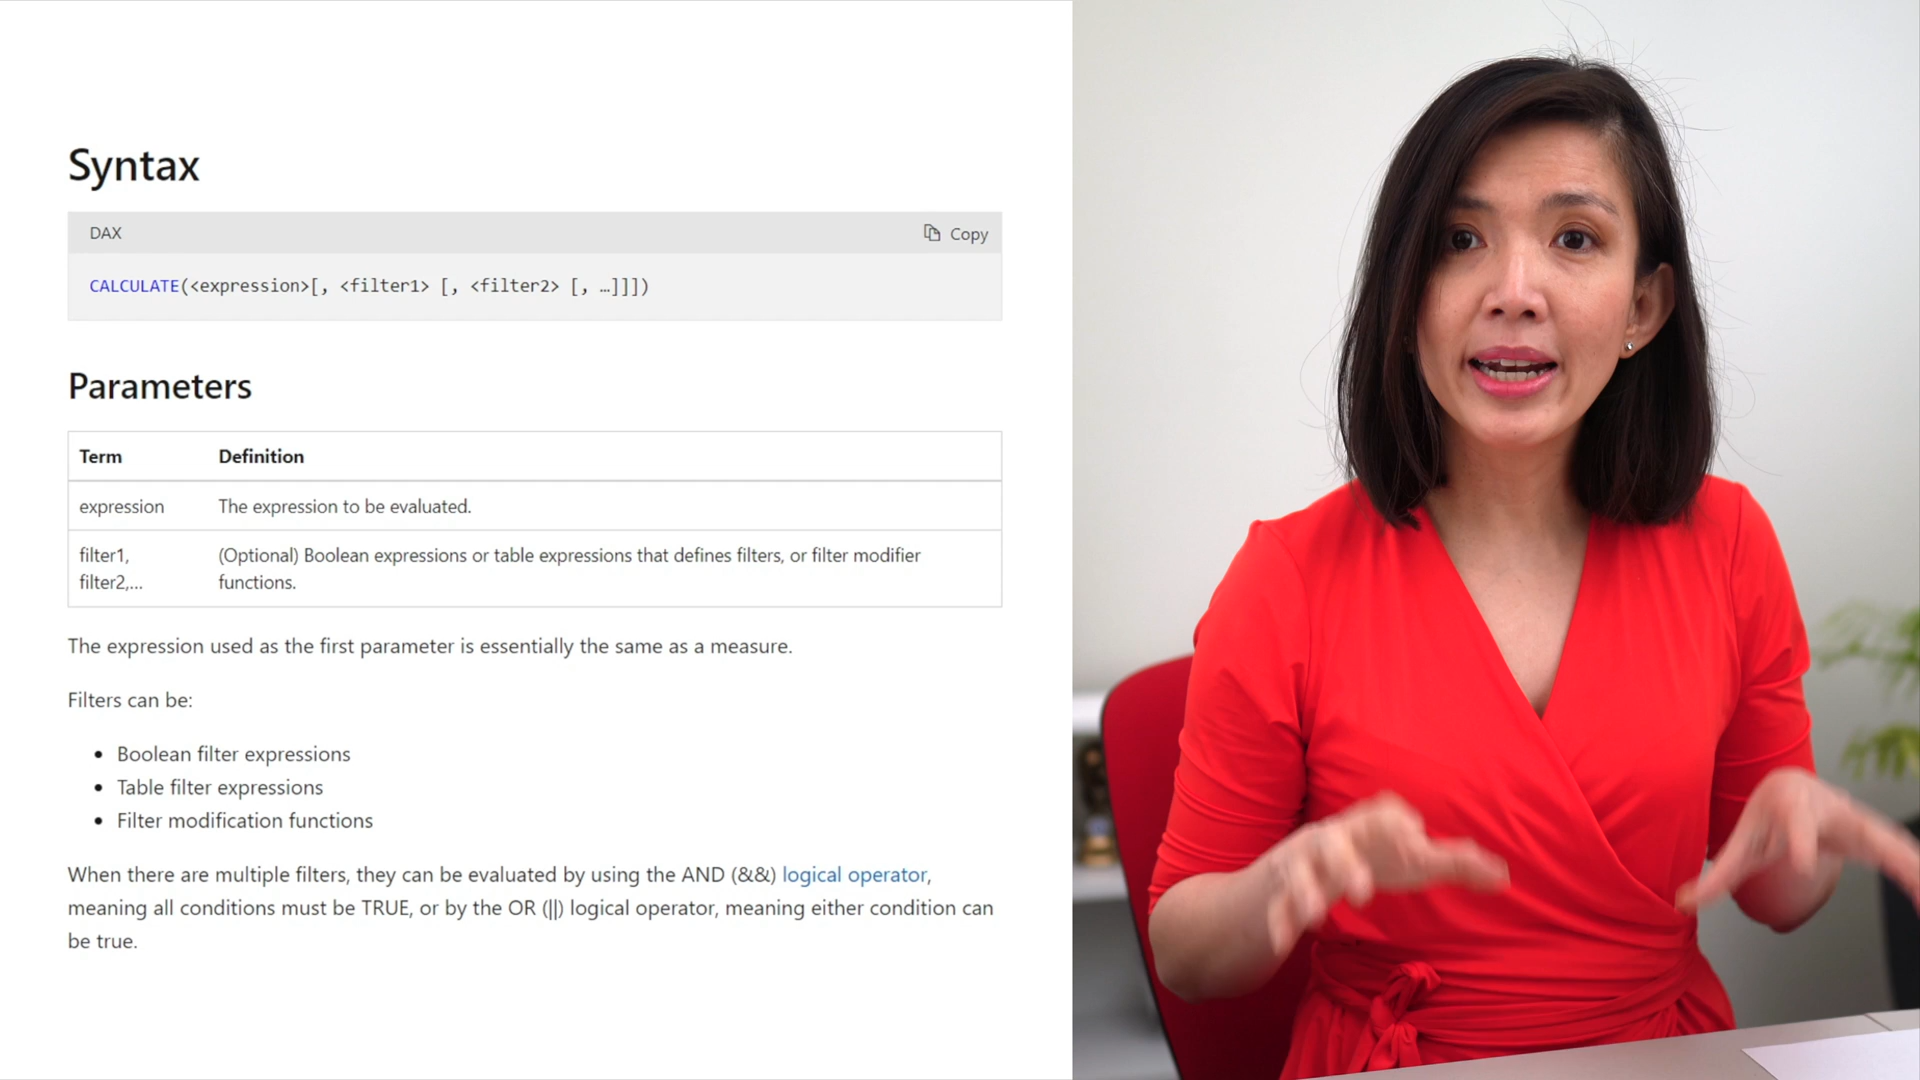 Syntax
DAX
Copy
CALCULATE(<expression>[, <filter1> [, <filter2> [, …]]])
Parameters
Term Definition
expression The expression to be evaluated.
filter1, (Optional) Boolean expressions or table expressions that defines filters, or filter modifier
filter2,... functions.
The expression used as the first parameter is essentially the same as a measure.
Filters can be:
• Boolean filter expressions
• Table filter expressions
• Filter modification functions
When there are multiple filters, they can be evaluated by using the AND (&&) logical operator,
meaning all conditions must be TRUE, or by the OR (||) logical operator, meaning either condition can
be true.